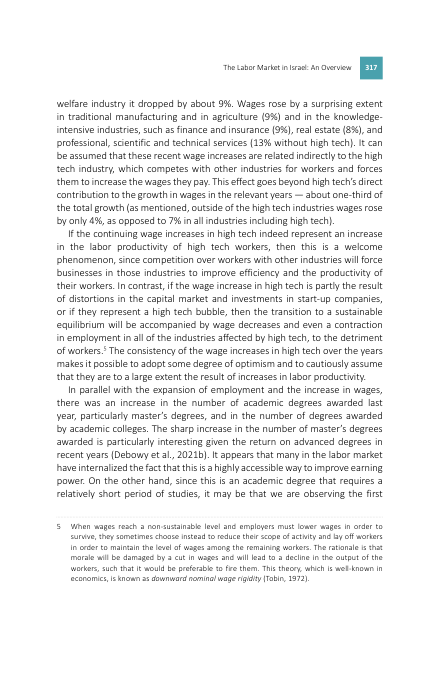 The Labor Market in Israel: An Overview 317
welfare industry it dropped by about 9%. Wages rose by a surprising extent
in traditional manufacturing and in agriculture (9%) and in the knowledge-
intensive industries, such as finance and insurance (9%), real estate (8%), and
professional, scientific and technical services (13% without high tech). It can
be assumed that these recent wage increases are related indirectly to the high
tech industry, which competes with other industries for workers and forces
them to increase the wages they pay. This effect goes beyond high tech's direct
contribution to the growth in wages in the relevant years — about one-third of
the total growth (as mentioned, outside of the high tech industries wages rose
by only 4%, as opposed to 7% in all industries including high tech).
If the continuing wage increases in high tech indeed represent an increase
in the labor productivity of high tech workers, then this is a welcome
phenomenon, since competition over workers with other industries will force
businesses in those industries to improve efficiency and the productivity of
their workers. In contrast, if the wage increase in high tech is partly the result
of distortions in the capital market and investments in start-up companies,
or if they represent a high tech bubble, then the transition to a sustainable
equilibrium will be accompanied by wage decreases and even a contraction
in employment in all of the industries affected by high tech, to the detriment
of workers.5 The consistency of the wage increases in high tech over the years
makes it possible to adopt some degree of optimism and to cautiously assume
that they are to a large extent the result of increases in labor productivity.
In parallel with the expansion of employment and the increase in wages,
there was an increase in the number of academic degrees awarded last
year, particularly master's degrees, and in the number of degrees awarded
by academic colleges. The sharp increase in the number of master's degrees
awarded is particularly interesting given the return on advanced degrees in
recent years (Debowy et al., 2021b). It appears that many in the labor market
have internalized the fact that this is a highly accessible way to improve earning
power. On the other hand, since this is an academic degree that requires a
relatively short period of studies, it may be that we are observing the first
5 When wages reach a non-sustainable level and employers must lower wages in order to
survive, they sometimes choose instead to reduce their scope of activity and lay off workers
in order to maintain the level of wages among the remaining workers. The rationale is that
morale will be damaged by a cut in wages and will lead to a decline in the output of the
workers, such that it would be preferable to fire them. This theory, which is well-known in
economics, is known as downward nominal wage rigidity (Tobin, 1972).